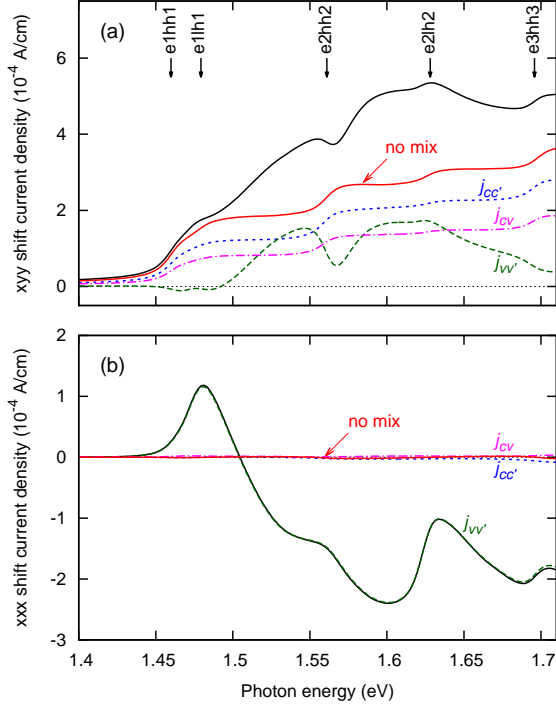 (a)
e1hh1
e1lh1
e2hh2
e2lh2
e3hh3
xyy shift current density (10⁻⁴ A/cm)
6
4
2
0
no mix
j_cc'
j_cv
j_vv'
(b)
xxx shift current density (10⁻⁴ A/cm)
2
1
0
-1
-2
-3
no mix
j_cv
j_cc'
j_vv'
1.4
1.45
1.5
1.55
1.6
1.65
1.7
Photon energy (eV)